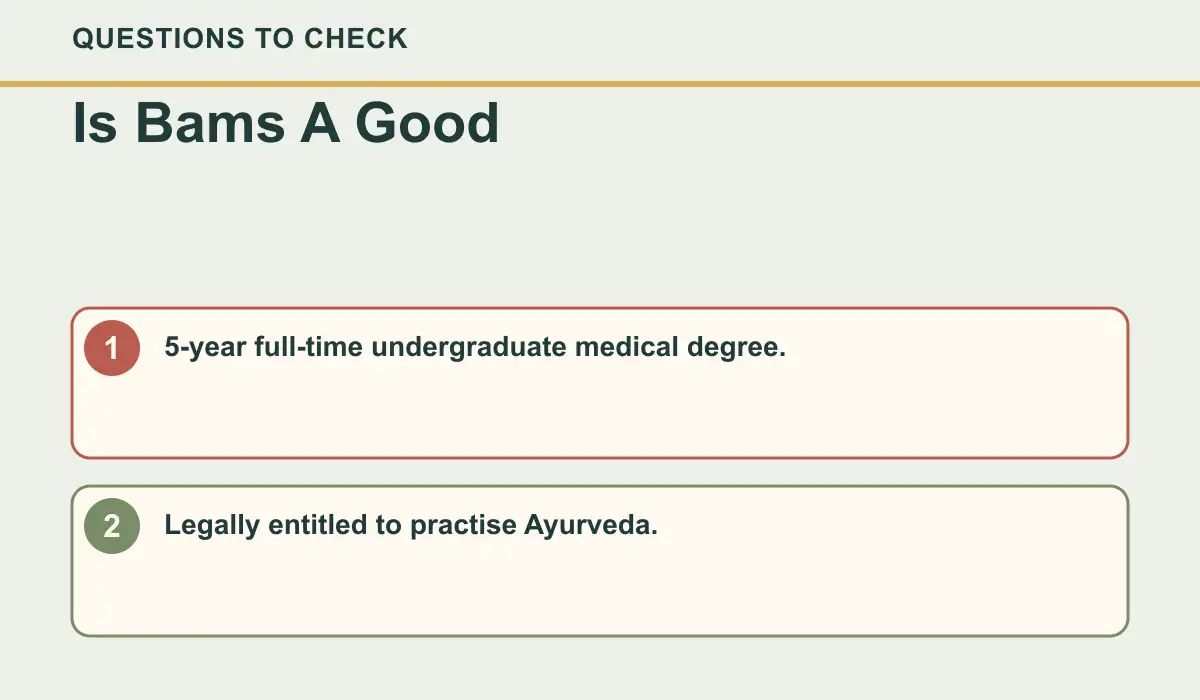 QUESTIONS TO CHECK
Is Bams A Good
1
5-year full-time undergraduate medical degree.
2
Legally entitled to practise Ayurveda.